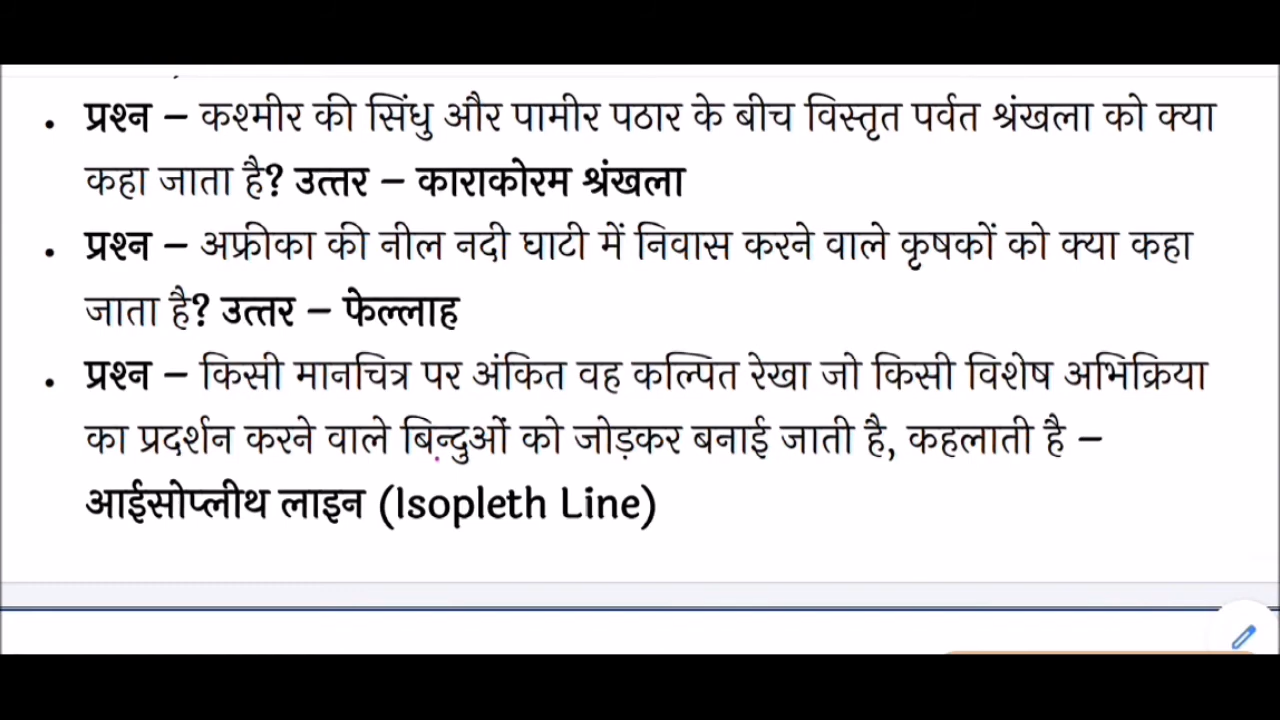 • प्रश्न – कश्मीर की सिंधु और पामीर पठार के बीच विस्तृत पर्वत श्रंखला को क्या
कहा जाता है? उत्तर – काराकोरम श्रंखला
• प्रश्न – अफ्रीका की नील नदी घाटी में निवास करने वाले कृषकों को क्या कहा
जाता है? उत्तर – फेल्लाह
• प्रश्न – किसी मानचित्र पर अंकित वह कल्पित रेखा जो किसी विशेष अभिक्रिया
का प्रदर्शन करने वाले बिन्दुओं को जोड़कर बनाई जाती है, कहलाती है –
आईसोप्लीथ लाइन (Isopleth Line)